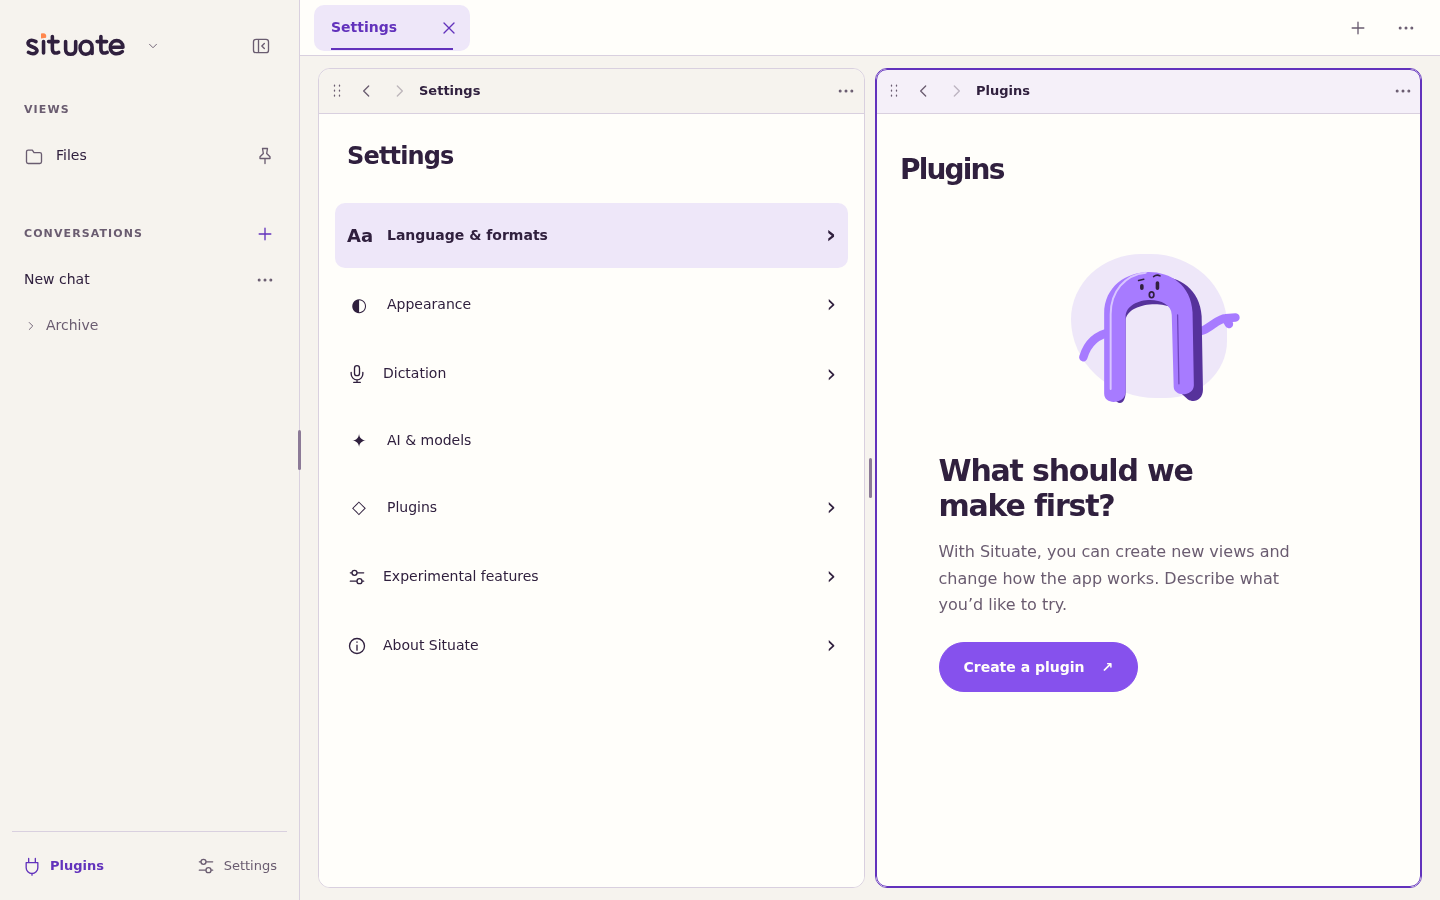 situate
VIEWS
Files
CONVERSATIONS
New chat
Archive
Plugins
Settings
Settings
Settings
Settings
Aa Language & formats
Appearance
Dictation
AI & models
Plugins
Experimental features
About Situate
Plugins
Plugins
What should we
make first?
With Situate, you can create new views and
change how the app works. Describe what
you’d like to try.
Create a plugin ↗